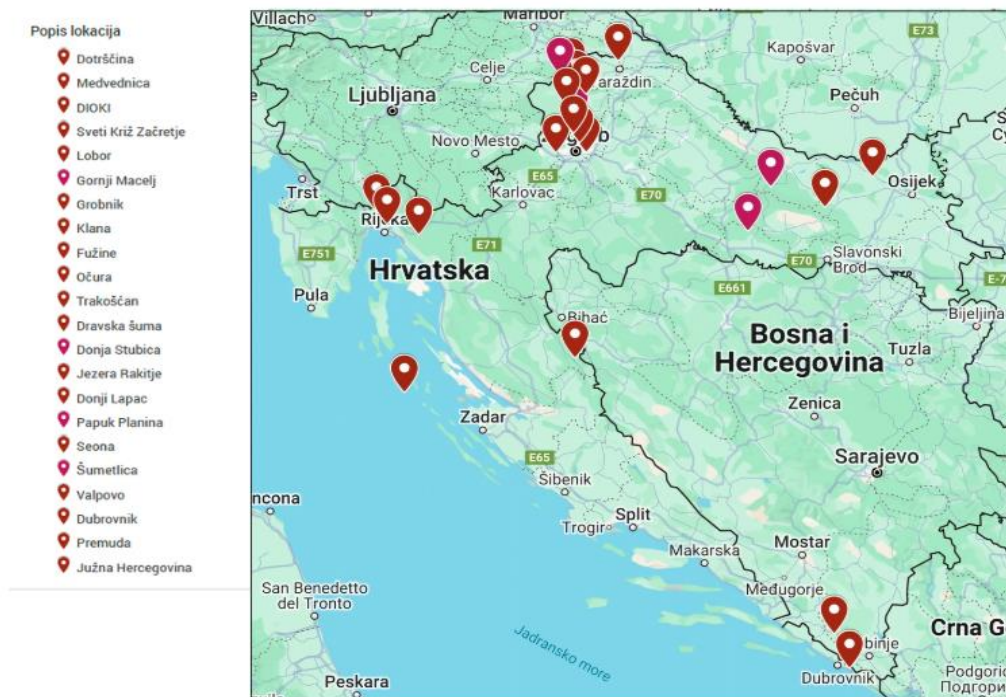 Popis lokacija
Dotrščina
Medvednica
DIOKI
Sveti Križ Začretje
Lobor
Gornji Macelj
Grobnik
Klana
Fužine
Očura
Trakošćan
Dravska šuma
Donja Stubica
Jezera Rakitje
Donji Lapac
Papuk Planina
Seona
Šumetlica
Valpovo
Dubrovnik
Premuda
Južna Hercegovina
Villach
Maribor
E73
Kapošvar
Celje
araždin
Ljubljana
Pečuh
Novo Mesto
Trst
E65
Karlovac
E70
Osijek
Rijeka
E751
E71
Slavonski
Brod
E70
Hrvatska
E661
Pula
Bihać
Bijeljina
Bosna i
Hercegovina
Tuzla
Zadar
Zenica
Sarajevo
E65
Šibenik
ncona
Trogir
Split
Mostar
Makarska
San Benedetto
del Tronto
Međugorje
Crna G
binje
Jadransko more
Dubrovnik
Podgori
Подгори
Peskara